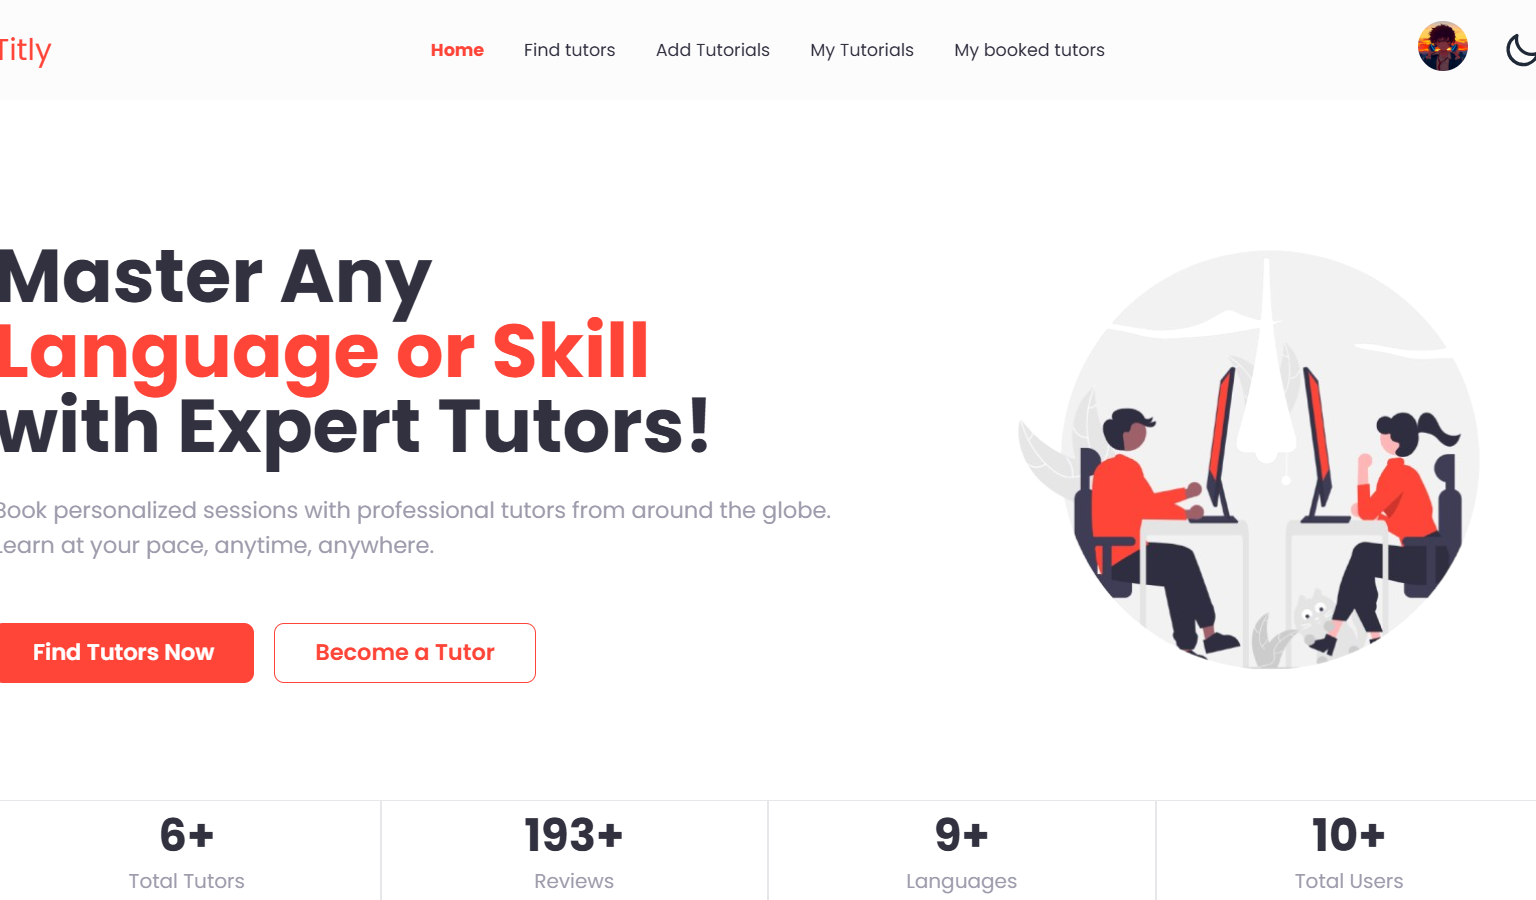 Titly
Home Find tutors Add Tutorials My Tutorials My booked tutors
Master Any
Language or Skill
with Expert Tutors!
Book personalized sessions with professional tutors from around the globe.
Learn at your pace, anytime, anywhere.
Find Tutors Now Become a Tutor
6+ 193+ 9+ 10+
Total Tutors Reviews Languages Total Users